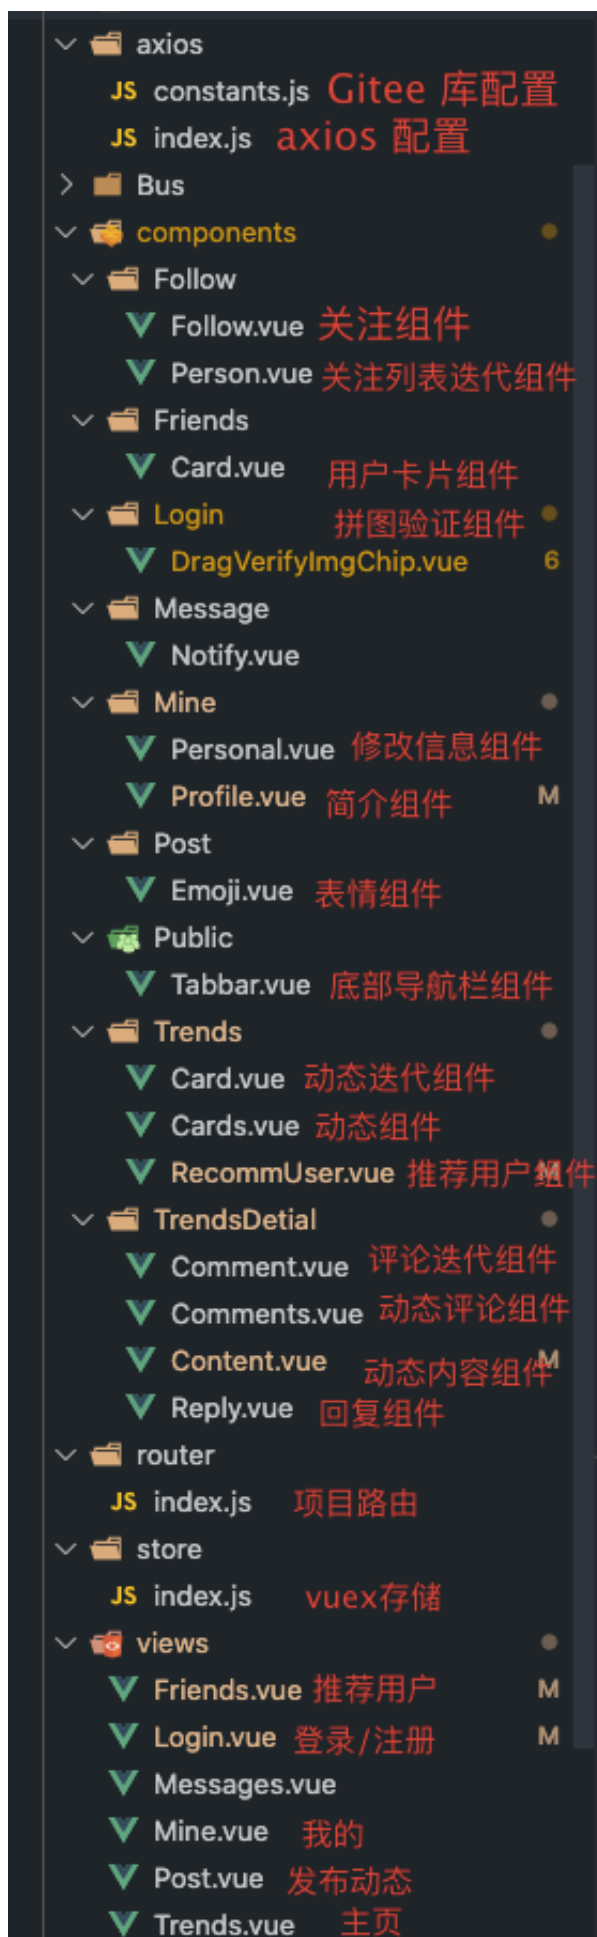 axios
JS constants.js Gitee 库配置
JS index.js axios 配置
Bus
components
Follow
Follow.vue 关注组件
Person.vue 关注列表迭代组件
Friends
Card.vue 用户卡片组件
Login 拼图验证组件
DragVerifyImgChip.vue 6
Message
Notify.vue
Mine
Personal.vue 修改信息组件
Profile.vue 简介组件 M
Post
Emoji.vue 表情组件
Public
Tabbar.vue 底部导航栏组件
Trends
Card.vue 动态迭代组件
Cards.vue 动态组件
RecommUser.vue 推荐用户组件 M
TrendsDetial
Comment.vue 评论迭代组件
Comments.vue 动态评论组件
Content.vue 动态内容组件 M
Reply.vue 回复组件
router
JS index.js 项目路由
store
JS index.js vuex存储
views
Friends.vue 推荐用户 M
Login.vue 登录/注册 M
Messages.vue
Mine.vue 我的
Post.vue 发布动态
Trends.vue 主页